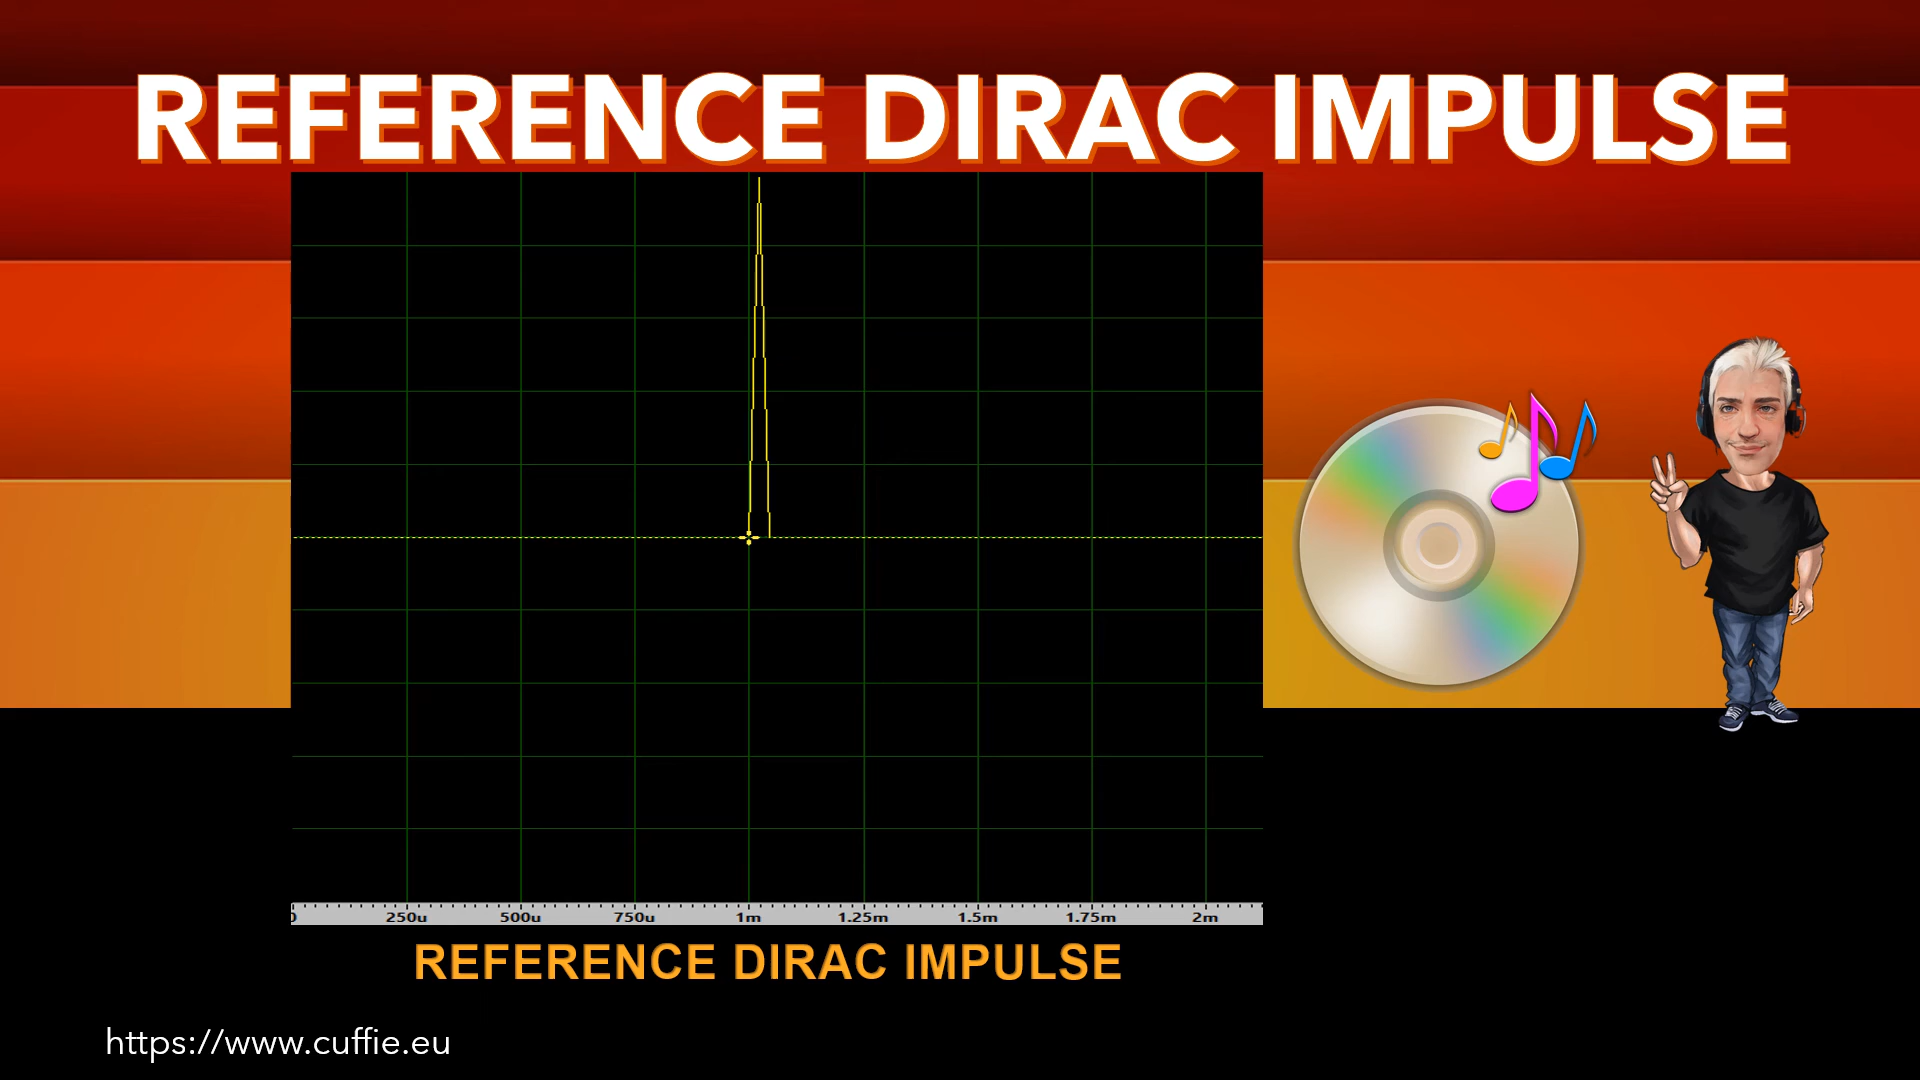 REFERENCE DIRAC IMPULSE
0 250u 500u 750u 1m 1.25m 1.5m 1.75m 2m
REFERENCE DIRAC IMPULSE
https://www.cuffie.eu